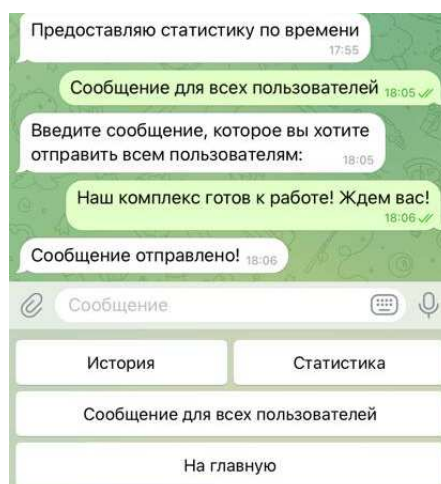 Предоставляю статистику по времени
17:55
Сообщение для всех пользователей 18:05
Введите сообщение, которое вы хотите
отправить всем пользователям: 18:05
Наш комплекс готов к работе! Ждем вас!
18:06
Сообщение отправлено! 18:06
Сообщение
История Статистика
Сообщение для всех пользователей
На главную